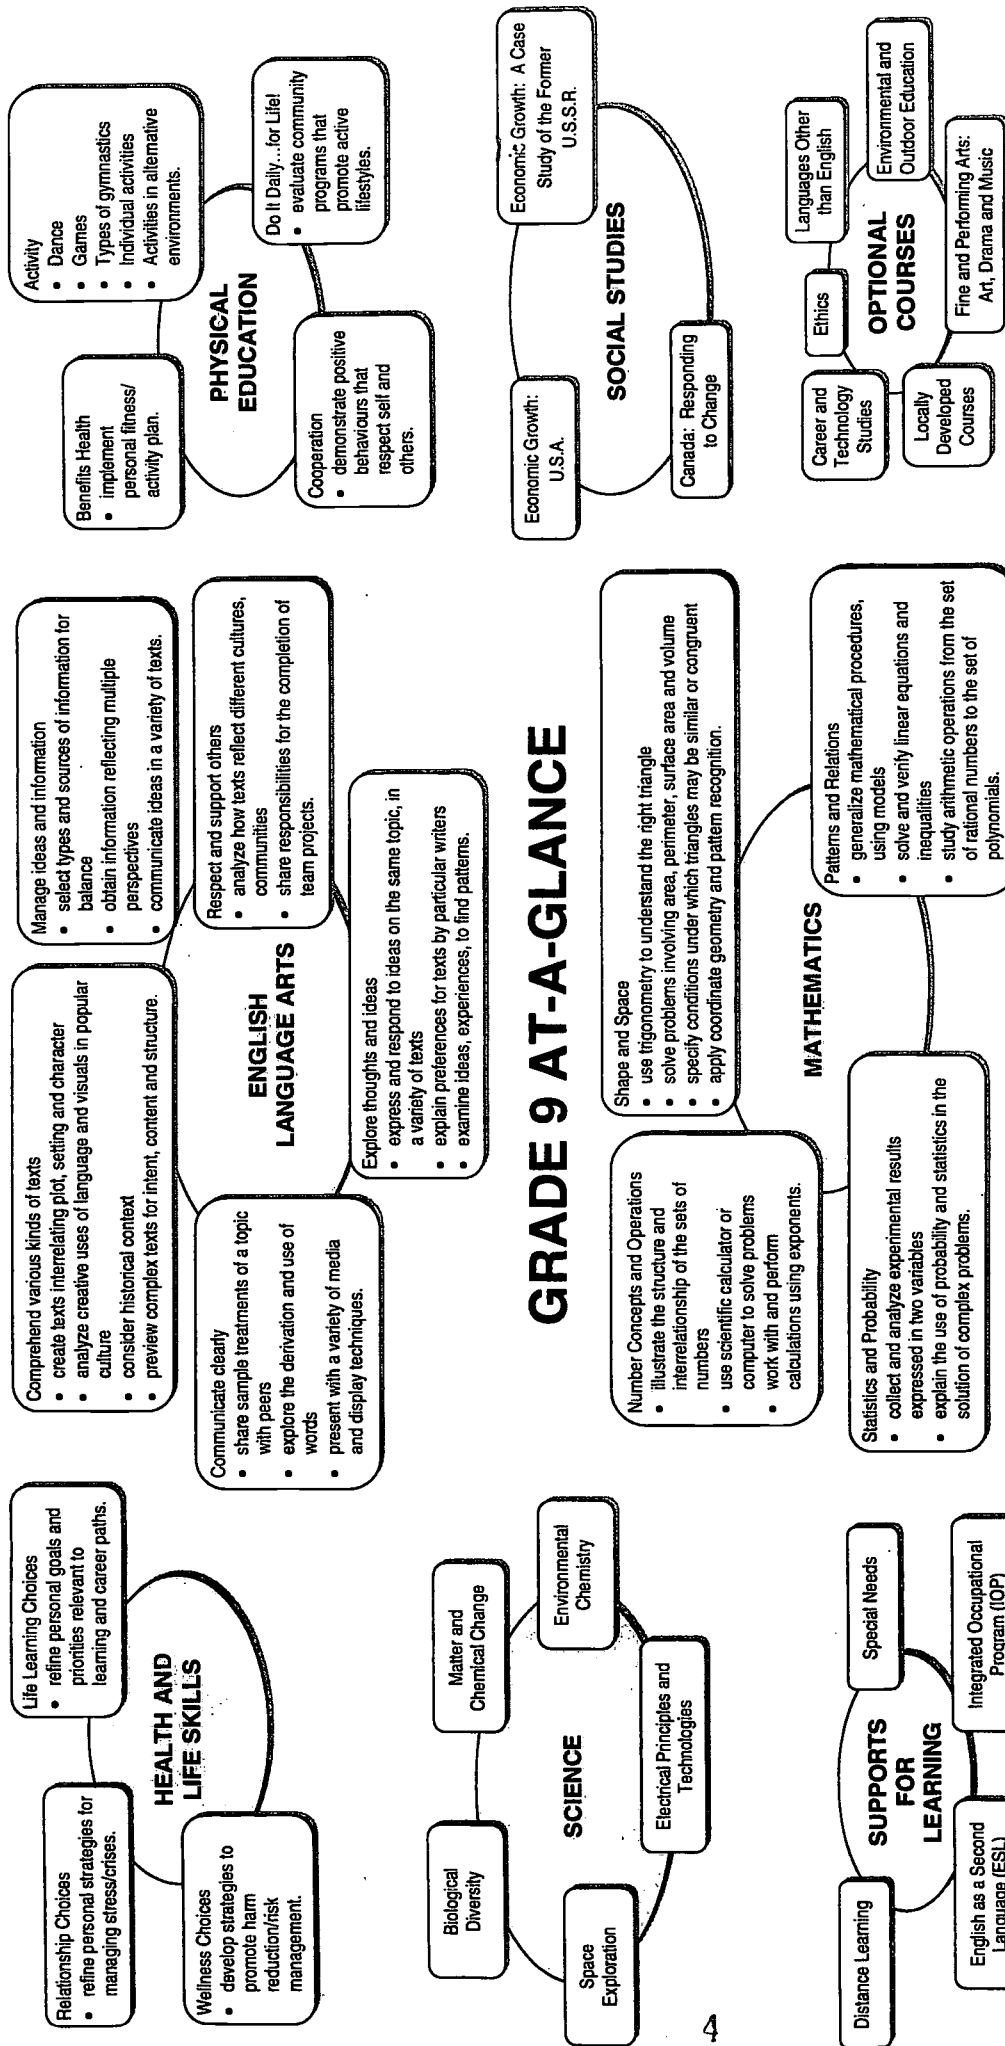 Relationship Choices
• refine personal strategies for
managing stress/crises.
Life Learning Choices
• refine personal goals and
priorities relevant to
learning and career paths.
HEALTH AND
LIFE SKILLS
Wellness Choices
• develop strategies to
promote harm
reduction/risk
management.
Comprehend various kinds of texts
• create texts interrelating plot, setting and character
• analyze creative uses of language and visuals in popular
culture
• consider historical context
• preview complex texts for intent, content and structure.
Manage ideas and information
• select types and sources of information for
balance
• obtain information reflecting multiple
perspectives
• communicate ideas in a variety of texts.
Communicate clearly
• share sample treatments of a topic
with peers
• explore the derivation and use of
words
• present with a variety of media
and display techniques.
ENGLISH
LANGUAGE ARTS
Respect and support others
• analyze how texts reflect different cultures,
communities
• share responsibilities for the completion of
team projects.
Explore thoughts and ideas
• express and respond to ideas on the same topic, in
a variety of texts
• explain preferences for texts by particular writers
• examine ideas, experiences, to find patterns.
Benefits Health
• implement
personal fitness/
activity plan.
Activity
• Dance
• Games
• Types of gymnastics
• Individual activities
• Activities in alternative
environments.
PHYSICAL
EDUCATION
Cooperation
• demonstrate positive
behaviours that
respect self and
others.
Do It Daily...for Life!
• evaluate community
programs that
promote active
lifestyles.
GRADE 9 AT-A-GLANCE
Biological
Diversity
Matter and
Chemical Change
SCIENCE
Environmental
Chemistry
Space
Exploration
Electrical Principles and
Technologies
Number Concepts and Operations
• illustrate the structure and
interrelationship of the sets of
numbers
• use scientific calculator or
computer to solve problems
• work with and perform
calculations using exponents.
Shape and Space
• use trigonometry to understand the right triangle
• solve problems involving area, perimeter, surface area and volume
• specify conditions under which triangles may be similar or congruent
• apply coordinate geometry and pattern recognition.
MATHEMATICS
Statistics and Probability
• collect and analyze experimental results
expressed in two variables
• explain the use of probability and statistics in the
solution of complex problems.
Patterns and Relations
• generalize mathematical procedures,
using models
• solve and verify linear equations and
inequalities
• study arithmetic operations from the set
of rational numbers to the set of
polynomials.
Economic Growth:
U.S.A.
Economic Growth: A Case
Study of the Former
U.S.S.R.
SOCIAL STUDIES
Canada: Responding
to Change
Distance Learning
Special Needs
SUPPORTS
FOR
LEARNING
English as a Second
Language (ESL)
Integrated Occupational
Program (IOP)
Career and
Technology
Studies
Ethics
Languages Other
than English
OPTIONAL
COURSES
Environmental and
Outdoor Education
Locally
Developed
Courses
Fine and Performing Arts:
Art, Drama and Music
4